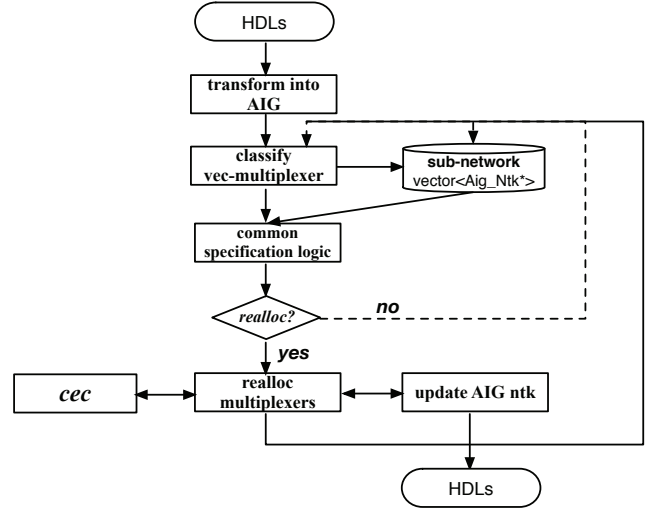 HDLs
transform into
AIG
classify
vec-multiplexer
sub-network
vector<Aig_Ntk*>
common
specification logic
realloc?
no
yes
cec
realloc
multiplexers
update AIG ntk
HDLs